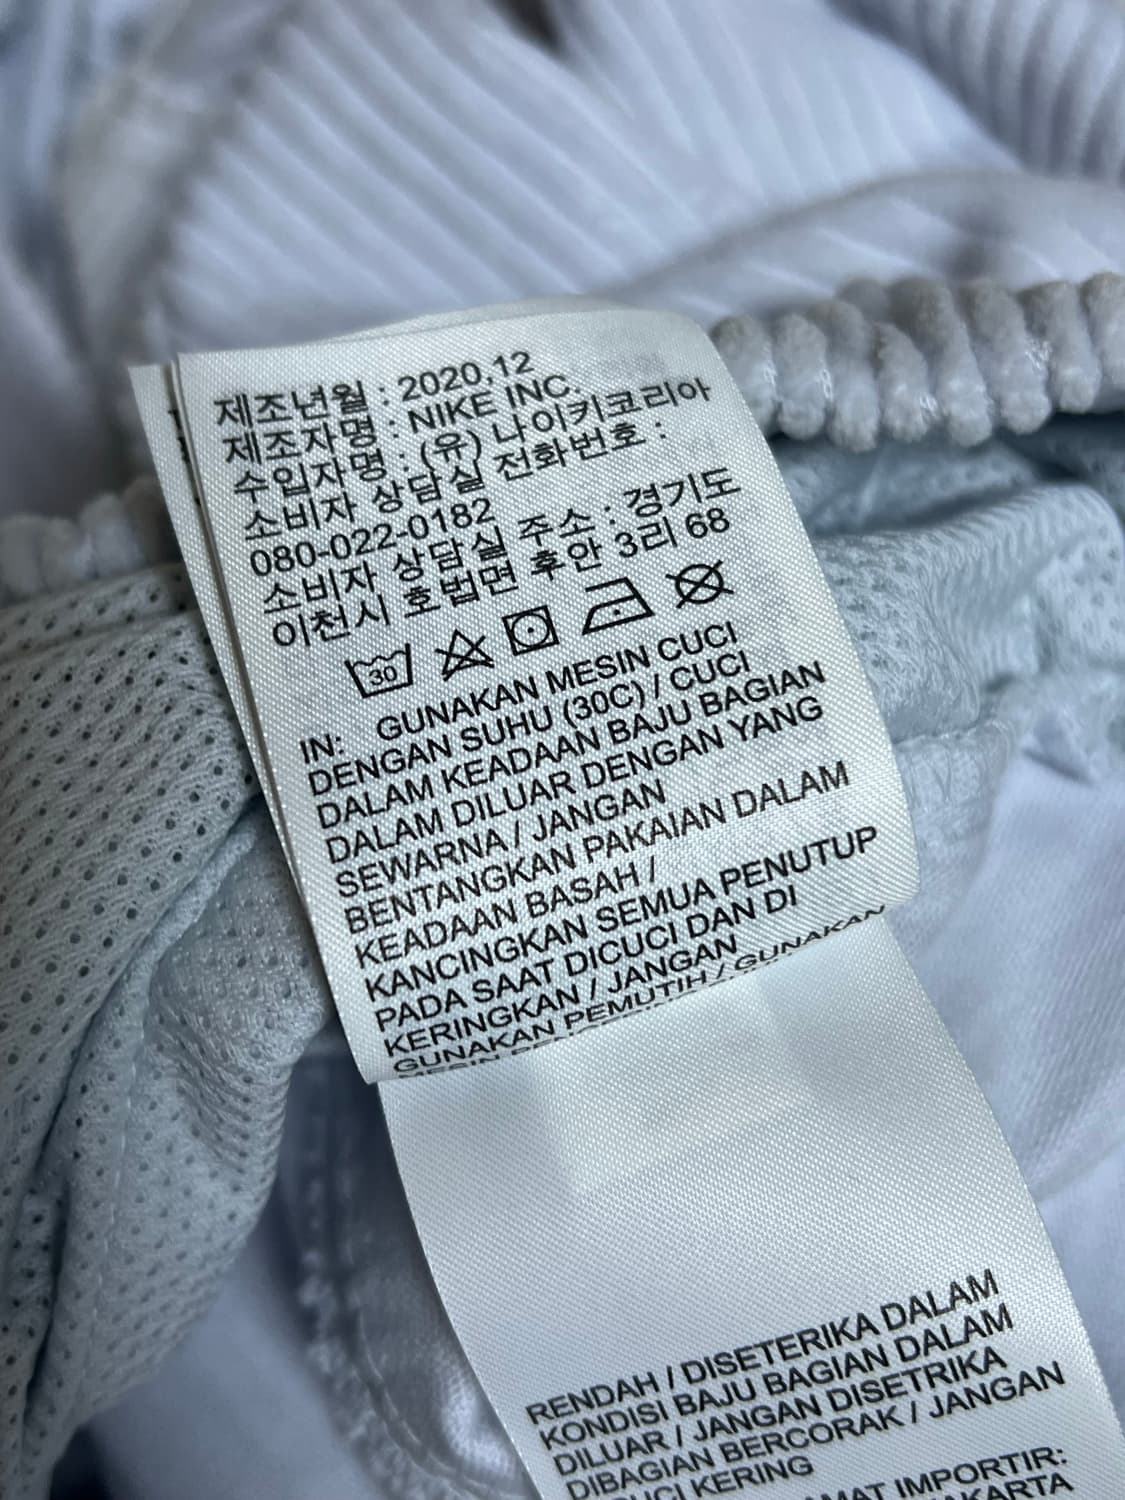 제조년월 : 2020.12
제조자명 : NIKE INC.
수입자명 : (유) 나이키코리아
소비자 상담실 전화번호 :
080-022-0182
소비자 상담실 주소 : 경기도
이천시 호법면 후안 3리 68
30
IN: GUNAKAN MESIN CUCI
DENGAN SUHU (30C) / CUCI
DALAM KEADAAN BAJU BAGIAN
DALAM DILUAR DENGAN YANG
SEWARNA / JANGAN
BENTANGKAN PAKAIAN DALAM
KEADAAN BASAH /
KANCINGKAN SEMUA PENUTUP
PADA SAAT DICUCI DAN DI
KERINGKAN / JANGAN
GUNAKAN PEMUTIH / GUNAKAN
MESIN
RENDAH / DISETERIKA DALAM
KONDISI BAJU BAGIAN DALAM
DILUAR / JANGAN DISETRIKA
DIBAGIAN BERCORAK / JANGAN
KERING
IMPORTIR: